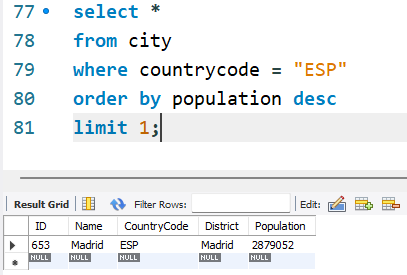 77 select *
78 from city
79 where countrycode = "ESP"
80 order by population desc
81 limit 1;
Result Grid Filter Rows: Edit:
ID Name CountryCode District Population
653 Madrid ESP Madrid 2879052
NULL NULL NULL NULL NULL